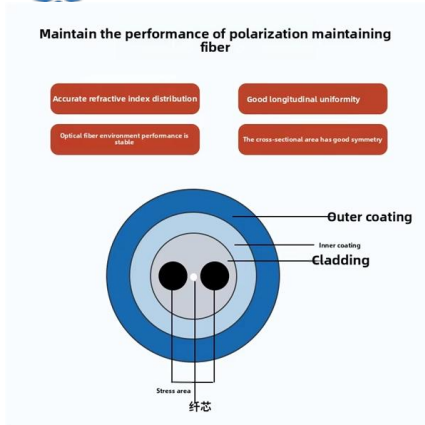 Maintain the performance of polarization maintaining
fiber
Accurate refractive index distribution
Good longitudinal uniformity
Optical fiber environment performance is
stable
The cross-sectional area has good symmetry
Outer coating
Inner coating
Cladding
Stress area
纤芯